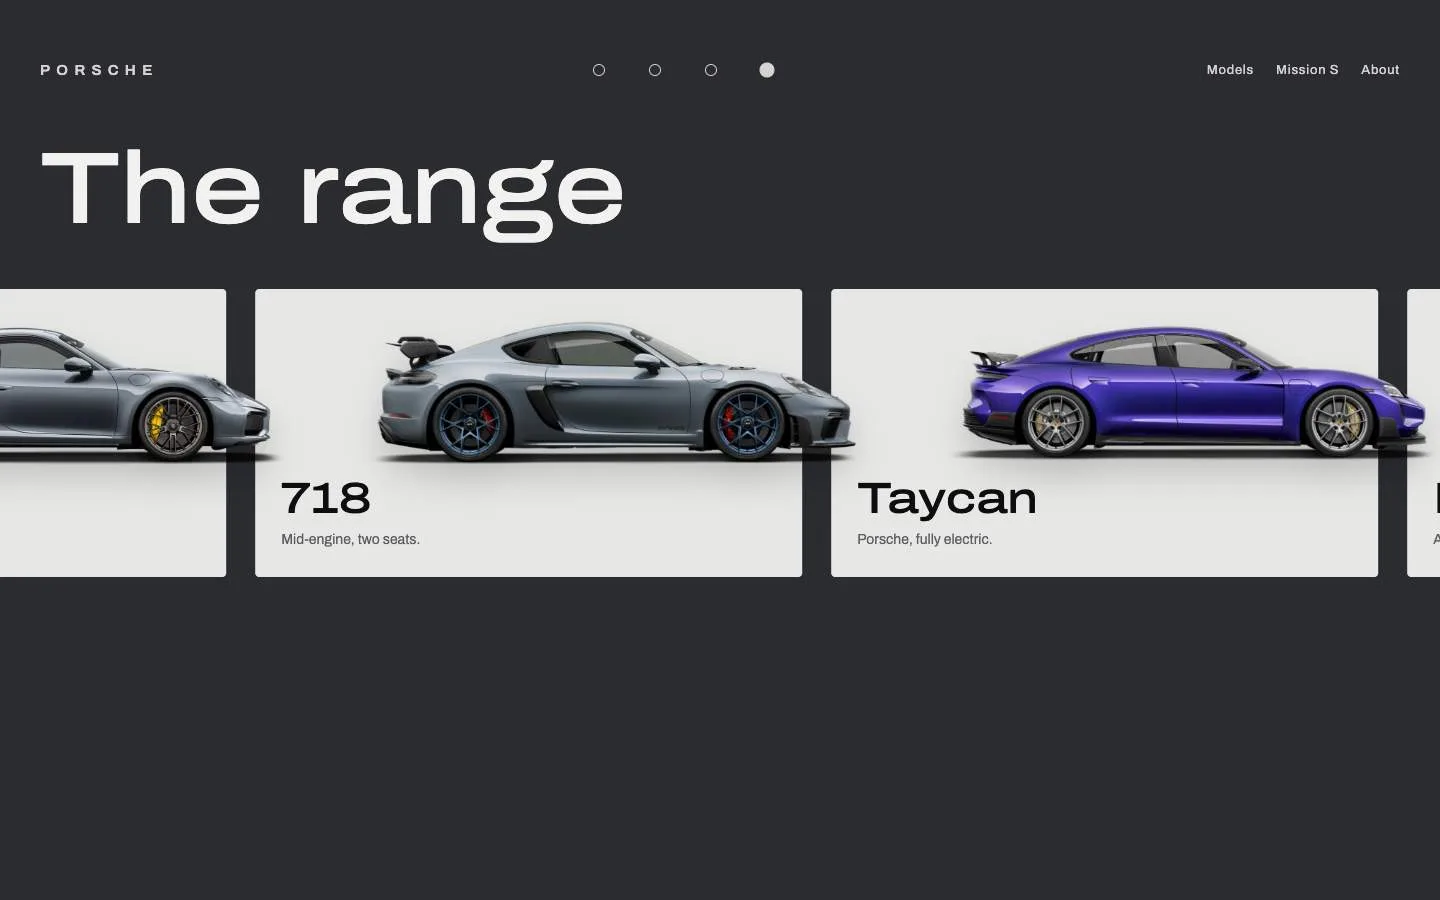 PORSCHE
Models
Mission S
About
The range
718
Mid-engine, two seats.
Taycan
Porsche, fully electric.